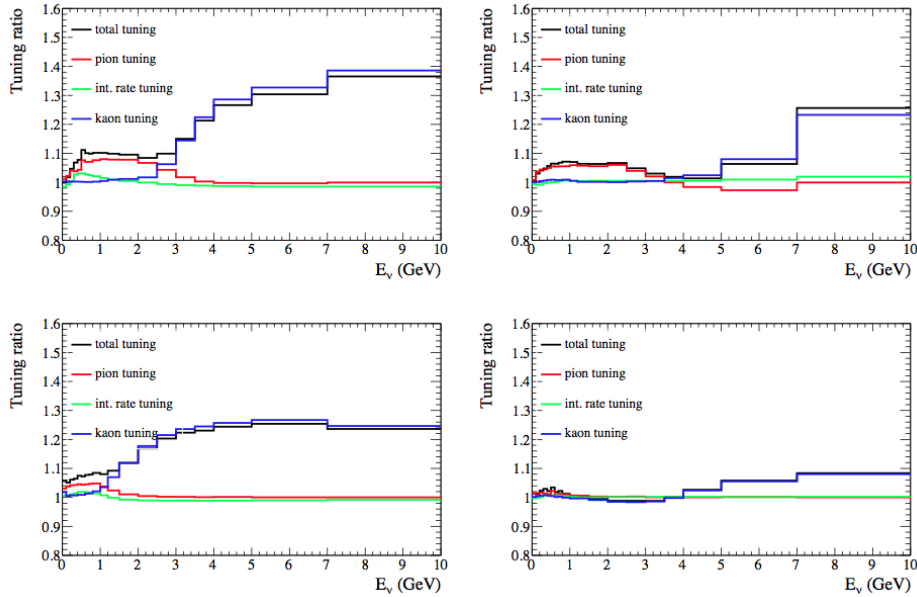 Tuning ratio
1.6
1.5
1.4
1.3
1.2
1.1
1
0.9
0.8
total tuning
pion tuning
int. rate tuning
kaon tuning
0 1 2 3 4 5 6 7 8 9 10
E_ν (GeV)
Tuning ratio
1.6
1.5
1.4
1.3
1.2
1.1
1
0.9
0.8
total tuning
pion tuning
int. rate tuning
kaon tuning
0 1 2 3 4 5 6 7 8 9 10
E_ν (GeV)
Tuning ratio
1.6
1.5
1.4
1.3
1.2
1.1
1
0.9
0.8
total tuning
pion tuning
int. rate tuning
kaon tuning
0 1 2 3 4 5 6 7 8 9 10
E_ν (GeV)
Tuning ratio
1.6
1.5
1.4
1.3
1.2
1.1
1
0.9
0.8
total tuning
pion tuning
int. rate tuning
kaon tuning
0 1 2 3 4 5 6 7 8 9 10
E_ν (GeV)